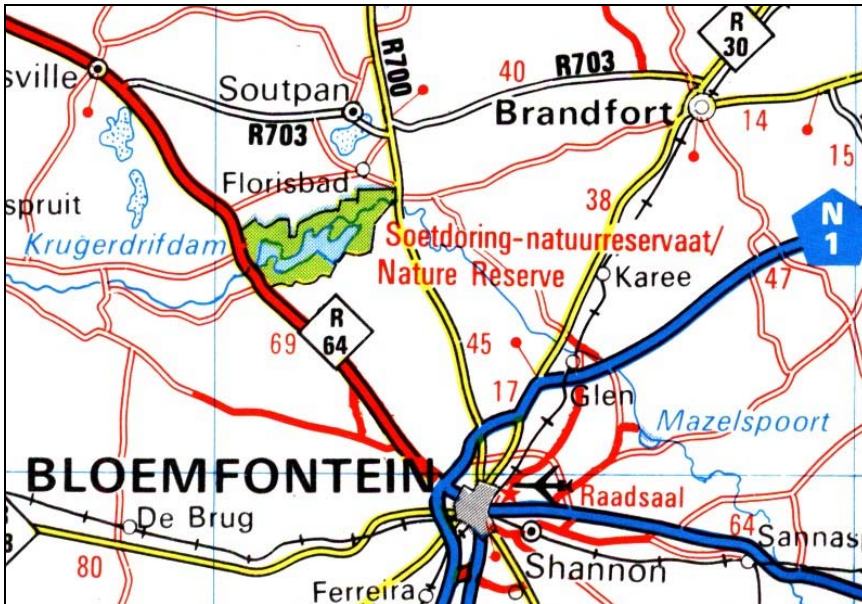 R
30
sville
40
R703
Soutpan
R700
Brandfort
14
R703
15
Florisbad
spruit
38
N
1
Krugerdrifdam
Soetdoring-natuurreservaat/
Nature Reserve
Karee
47
R
64
69
45
17
Glen
Mazelspoort
BLOEMFONTEIN
Raadsaal
De Brug
64
Sannasp
80
Shannon
Ferreira